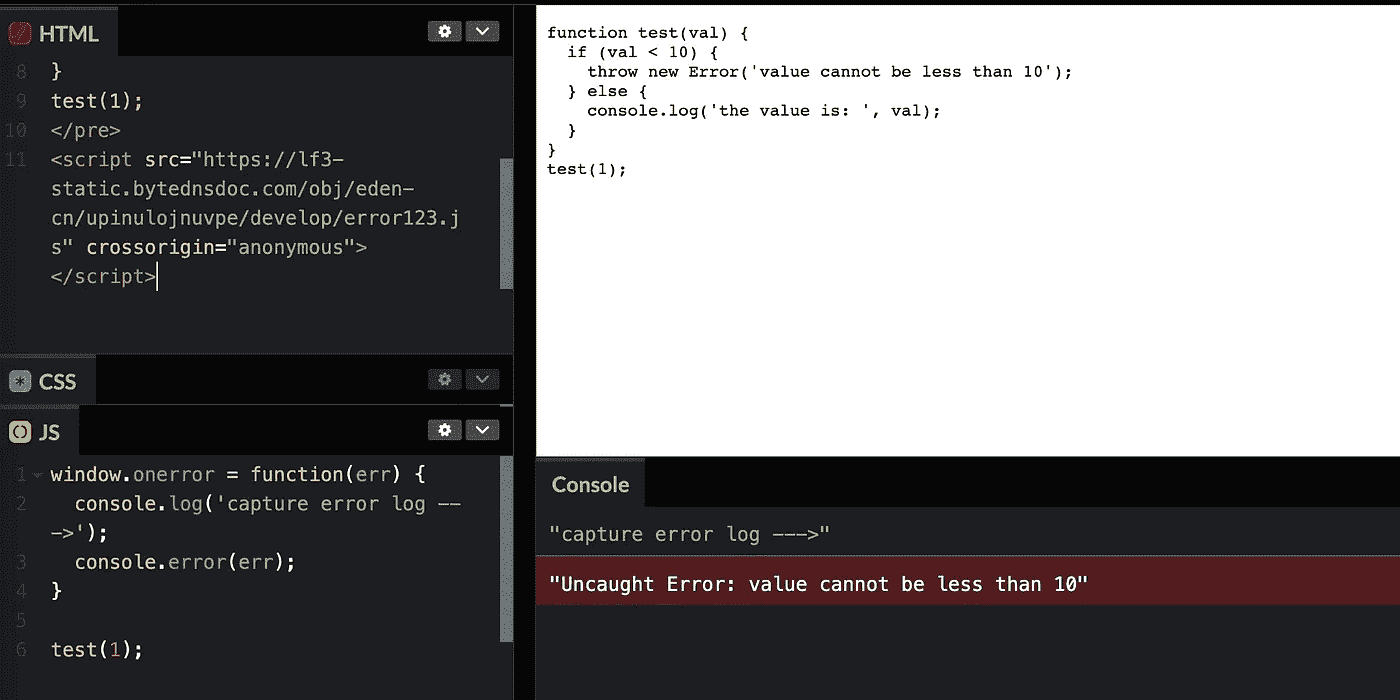 HTML
8 }
9 test(1);
10 </pre>
11 <script src="https://lf3-
static.bytednsdoc.com/obj/eden-
cn/upinulojnuvpe/develop/error123.j
s" crossorigin="anonymous">
</script>
* CSS
() JS
1 window.onerror = function(err) {
2 console.log('capture error log --
->');
3 console.error(err);
4 }
5
6 test(1);
function test(val) {
if (val < 10) {
throw new Error('value cannot be less than 10');
} else {
console.log('the value is: ', val);
}
}
test(1);
Console
"capture error log --->"
"Uncaught Error: value cannot be less than 10"